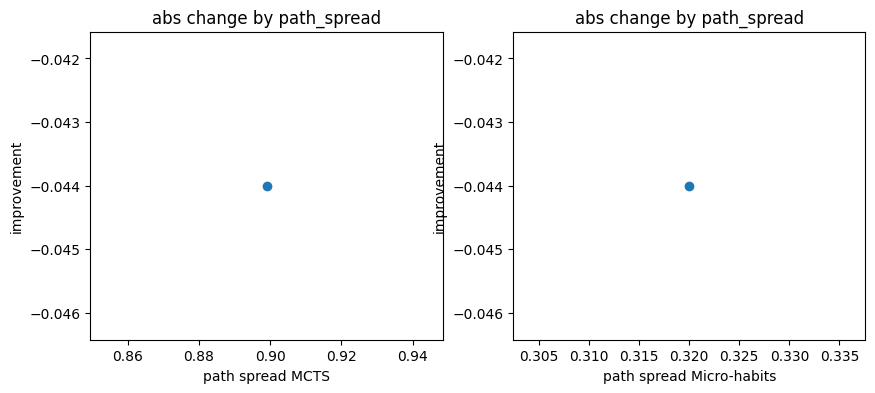 abs change by path_spread
improvement
−0.042
−0.043
−0.044
−0.045
−0.046
0.86 0.88 0.90 0.92 0.94
path spread MCTS
abs change by path_spread
improvement
−0.042
−0.043
−0.044
−0.045
−0.046
0.305 0.310 0.315 0.320 0.325 0.330 0.335
path spread Micro-habits